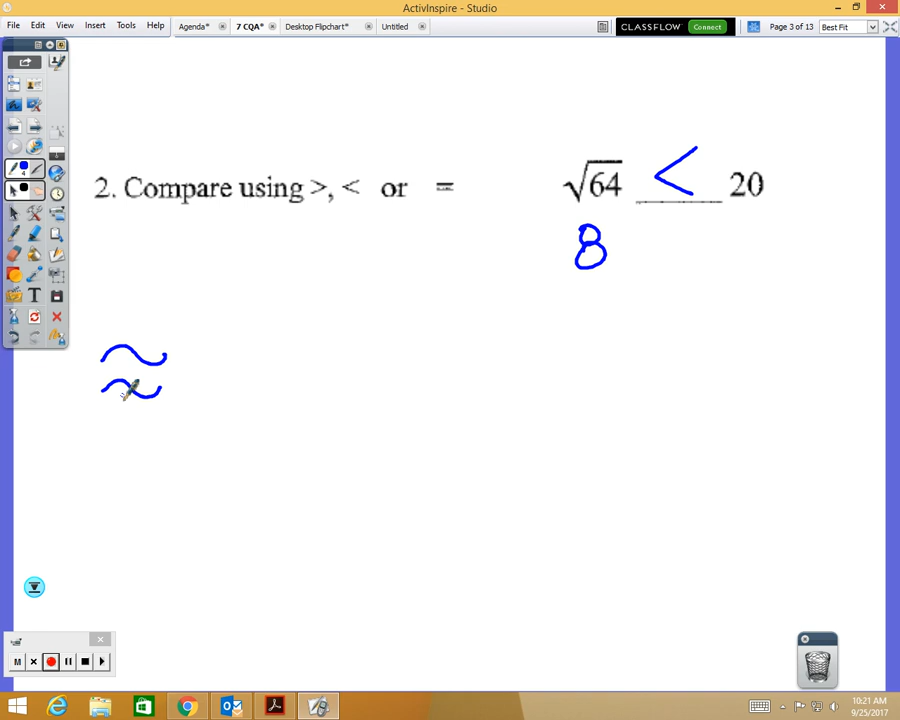 ActivInspire - Studio
File Edit View Insert Tools Help Agenda* 7 CQA* Desktop Flipchart* Untitled CLASSFLOW Connect Page 3 of 13 Best Fit
2. Compare using >, < or = √64 < 20
8
≈
M
10:21 AM
9/25/2017